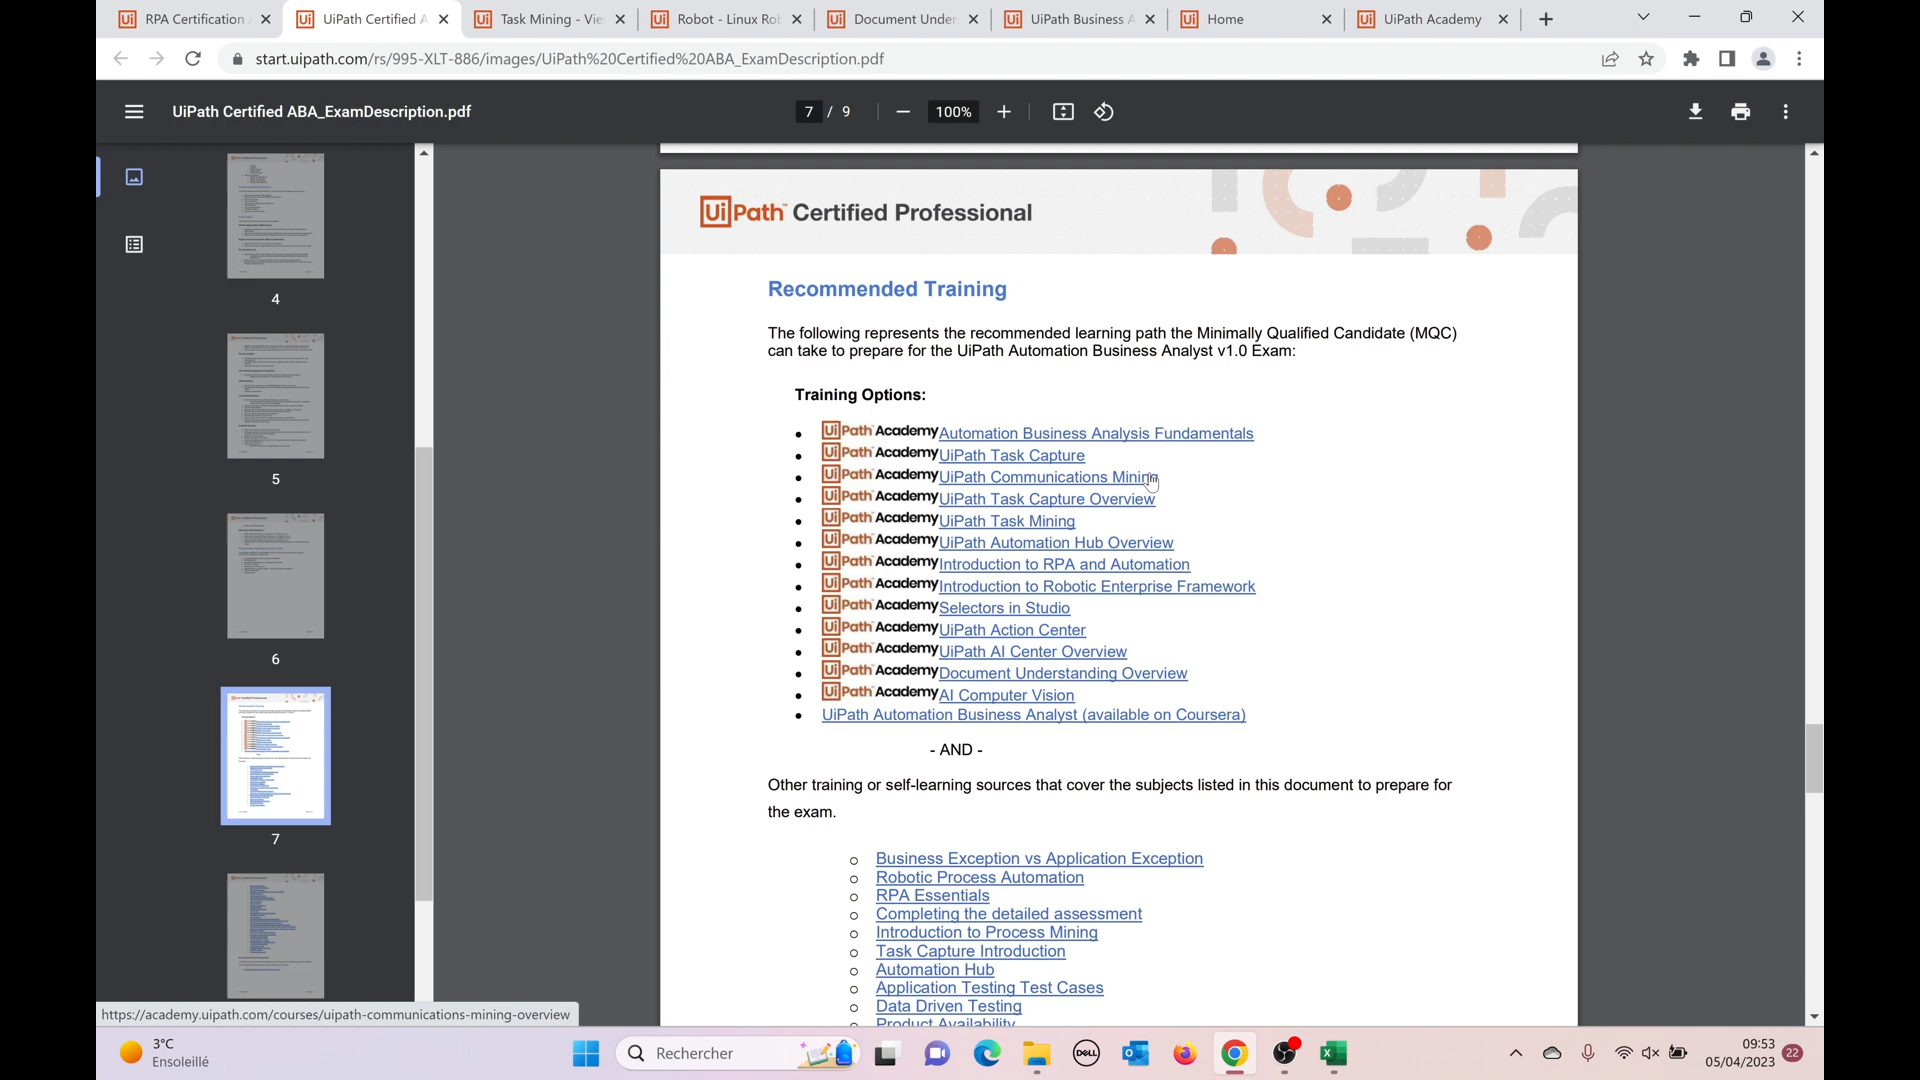 RPA Certification
UiPath Certified A
Task Mining - Vie
Robot - Linux Ro
Document Under
UiPath Business A
Home
UiPath Academy
start.uipath.com/rs/995-XLT-886/images/UiPath%20Certified%20ABA_ExamDescription.pdf
UiPath Certified ABA_ExamDescription.pdf
7 / 9
100%
4
5
6
7
UiPath Certified Professional
Recommended Training
The following represents the recommended learning path the Minimally Qualified Candidate (MQC)
can take to prepare for the UiPath Automation Business Analyst v1.0 Exam:
Training Options:
• UiPath Academy Automation Business Analysis Fundamentals
• UiPath Academy UiPath Task Capture
• UiPath Academy UiPath Communications Mining
• UiPath Academy UiPath Task Capture Overview
• UiPath Academy UiPath Task Mining
• UiPath Academy UiPath Automation Hub Overview
• UiPath Academy Introduction to RPA and Automation
• UiPath Academy Introduction to Robotic Enterprise Framework
• UiPath Academy Selectors in Studio
• UiPath Academy UiPath Action Center
• UiPath Academy UiPath AI Center Overview
• UiPath Academy Document Understanding Overview
• UiPath Academy AI Computer Vision
• UiPath Automation Business Analyst (available on Coursera)
- AND -
Other training or self-learning sources that cover the subjects listed in this document to prepare for
the exam.
o Business Exception vs Application Exception
o Robotic Process Automation
o RPA Essentials
o Completing the detailed assessment
o Introduction to Process Mining
o Task Capture Introduction
o Automation Hub
o Application Testing Test Cases
o Data Driven Testing
o Product Availability
https://academy.uipath.com/courses/uipath-communications-mining-overview
3°C
Ensoleillé
Rechercher
DELL
09:53
05/04/2023
22